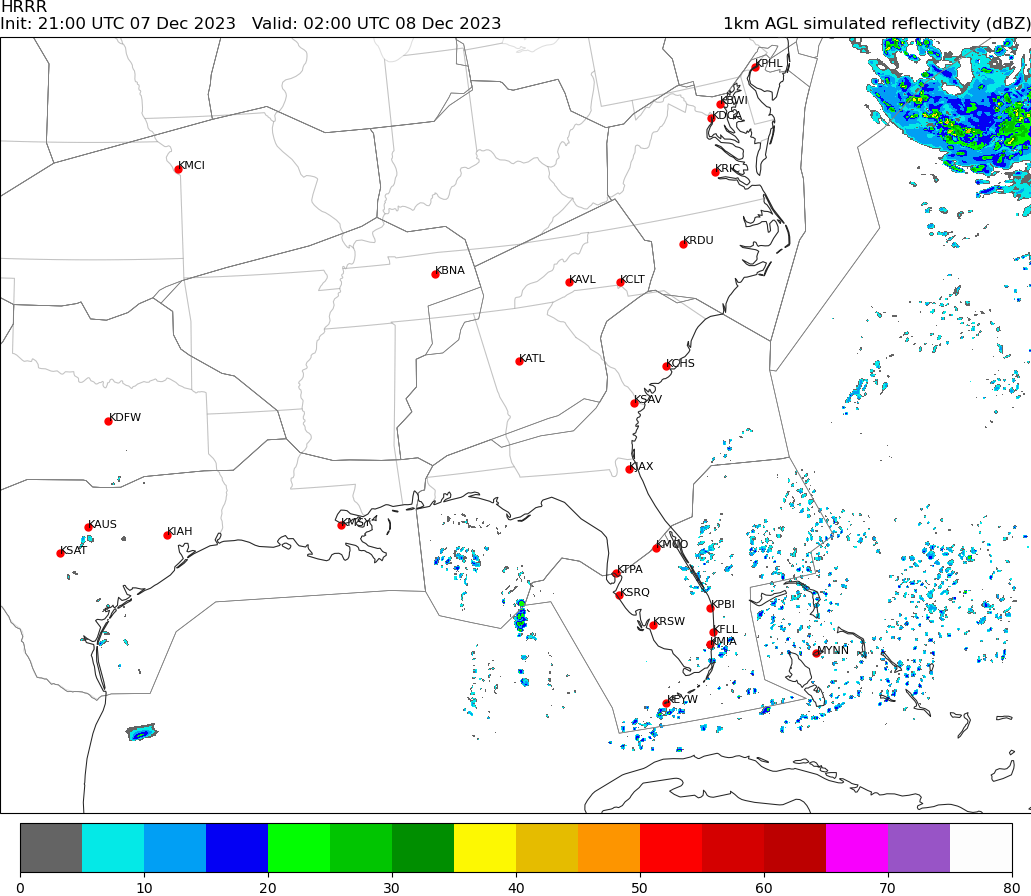 HRRR
Init: 21:00 UTC 07 Dec 2023   Valid: 02:00 UTC 08 Dec 2023   1km AGL simulated reflectivity (dBZ)
KPHL
KBWI
KDCA
KMCI
KRIC
KRDU
KBNA
KAVL KCLT
KATL
KCHS
KSAV
KDFW
KJAX
KAUS
KMSY
KIAH
KMCO
KSAT
KTPA
KSRQ
KPBI
KRSW
KFLL
KMIA
MYNN
KEYW
0 10 20 30 40 50 60 70 80